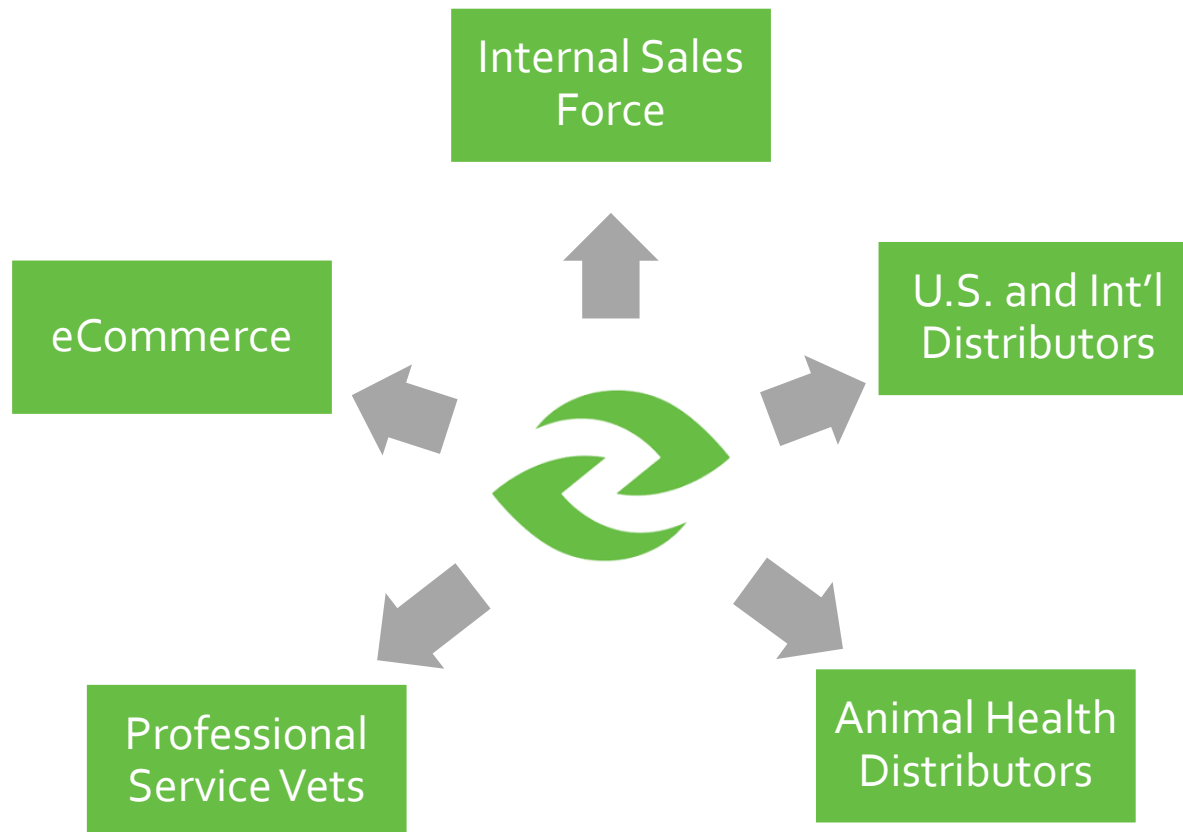 Internal Sales
Force
U.S. and Int’l
Distributors
eCommerce
Animal Health
Distributors
Professional
Service Vets